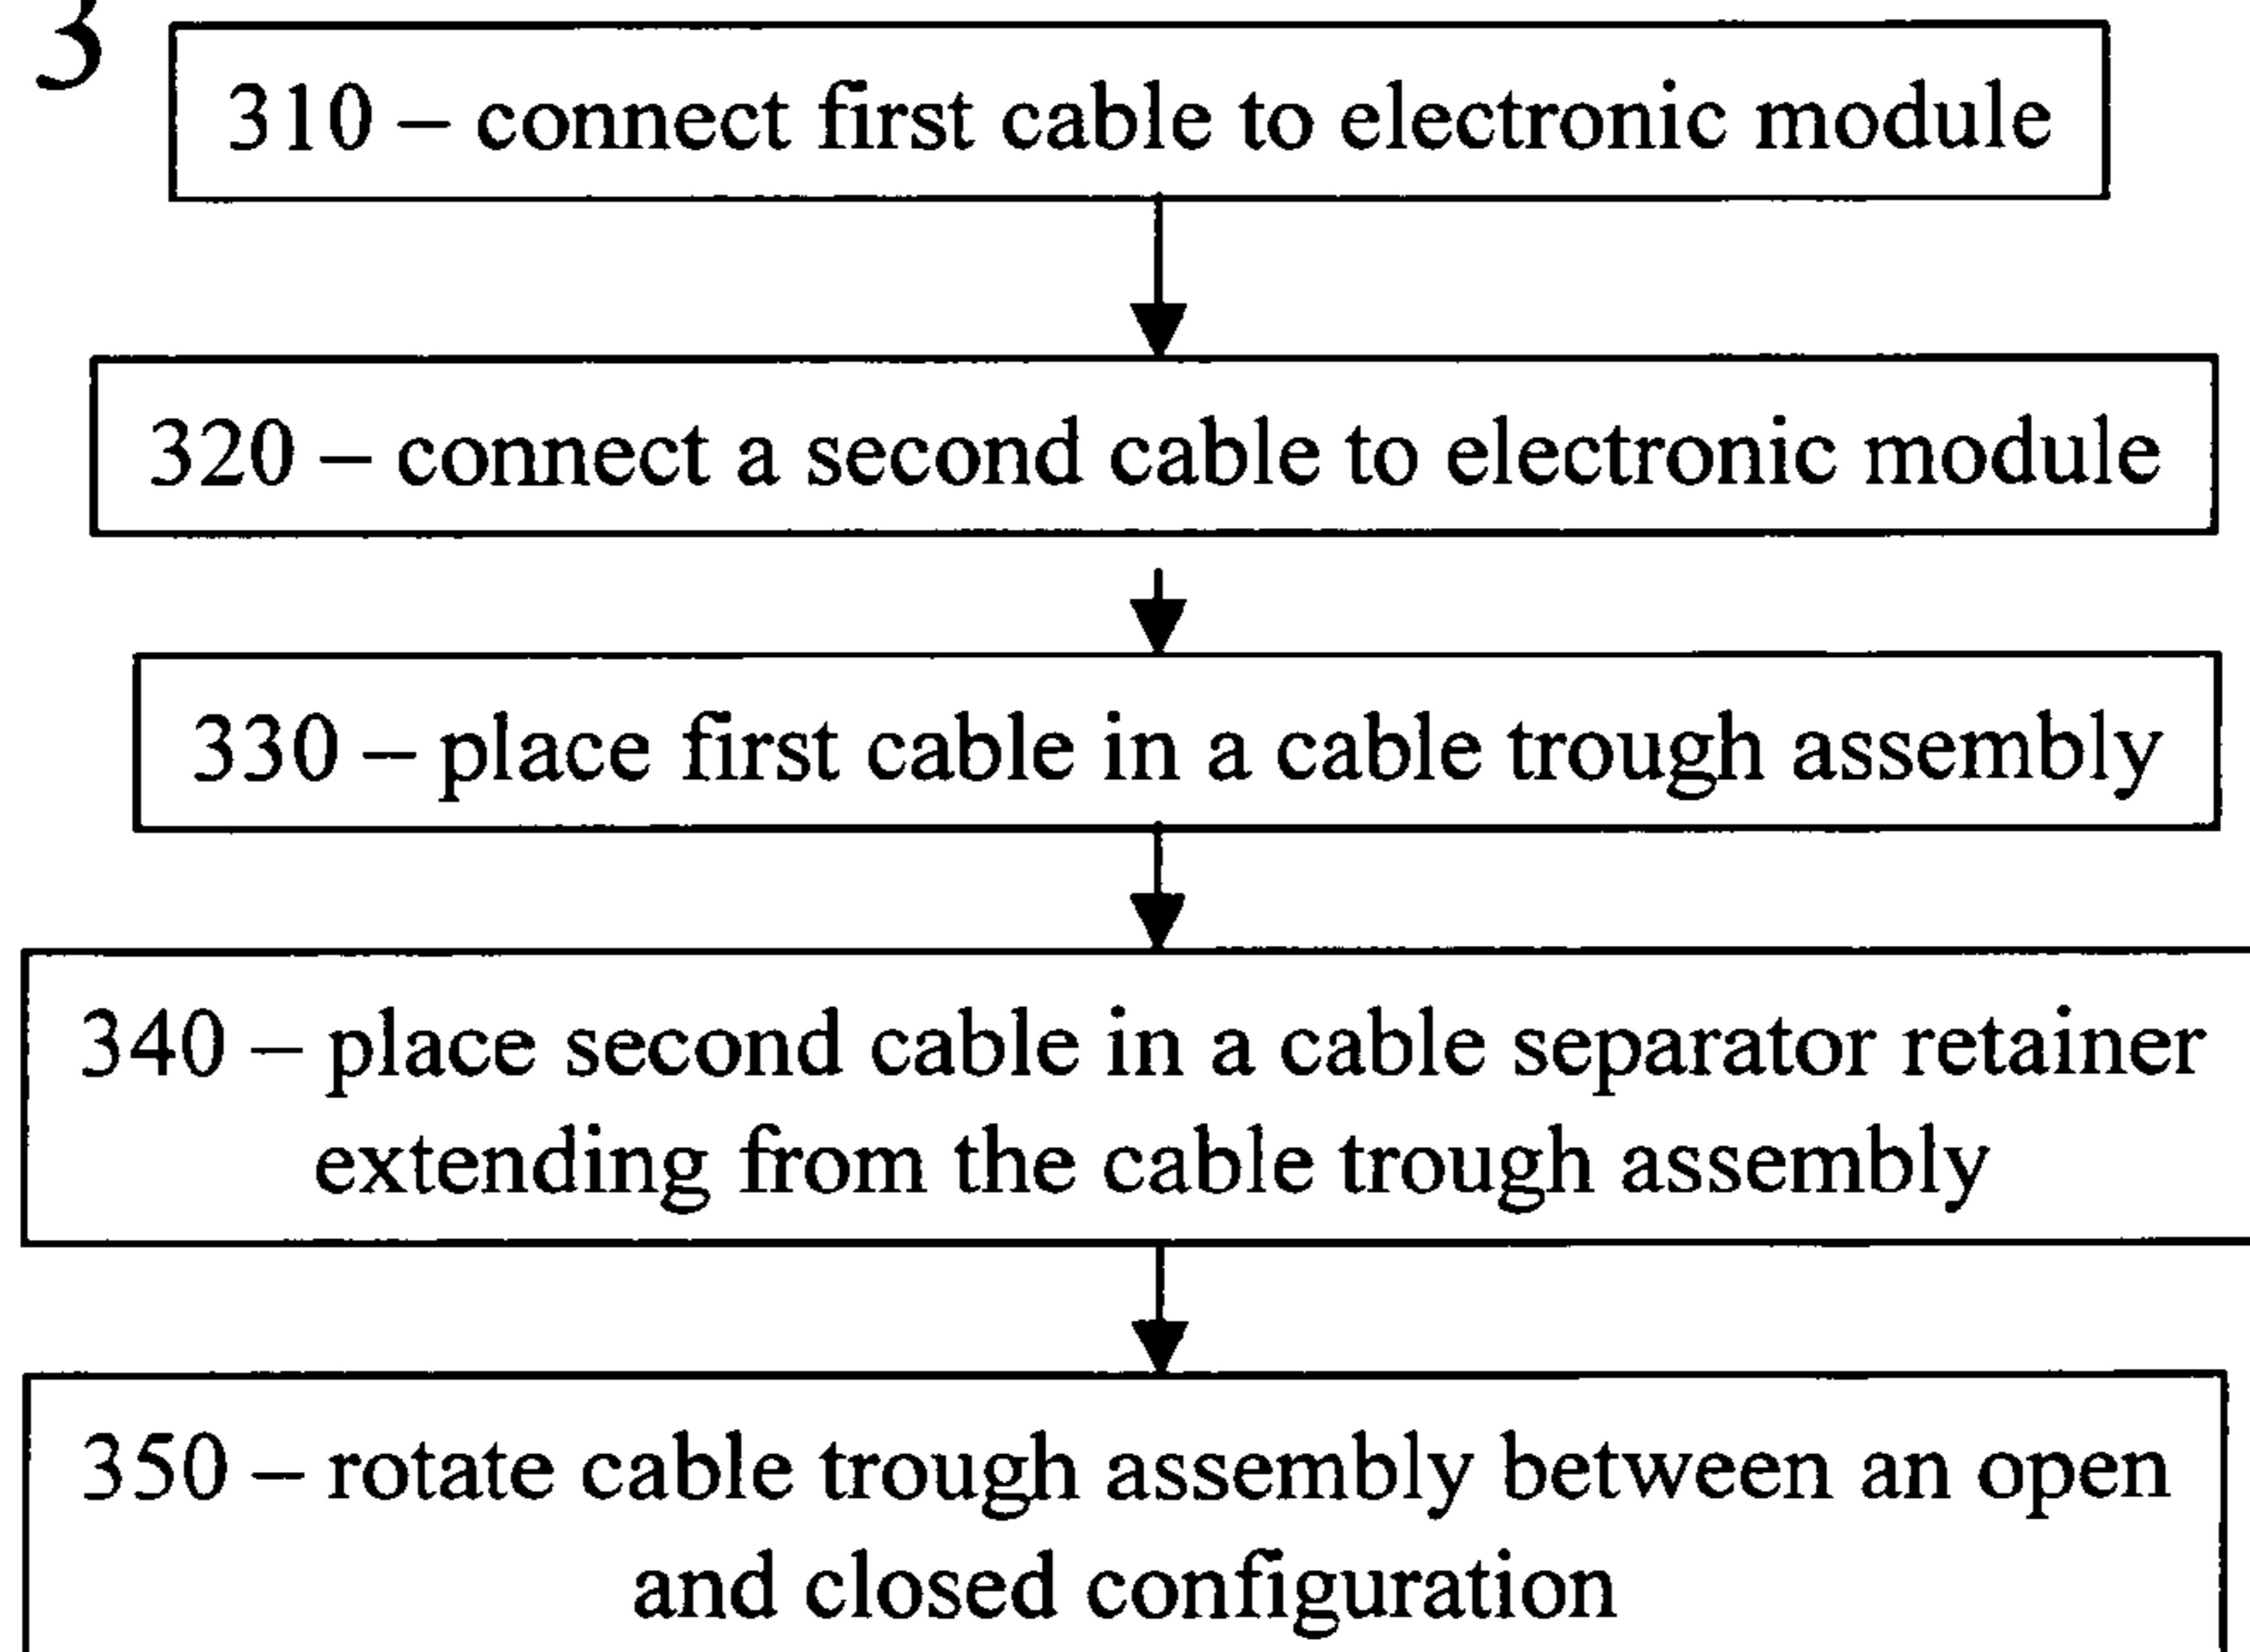 3
310 – connect first cable to electronic module
320 – connect a second cable to electronic module
330 – place first cable in a cable trough assembly
340 – place second cable in a cable separator retainer
extending from the cable trough assembly
350 – rotate cable trough assembly between an open
and closed configuration